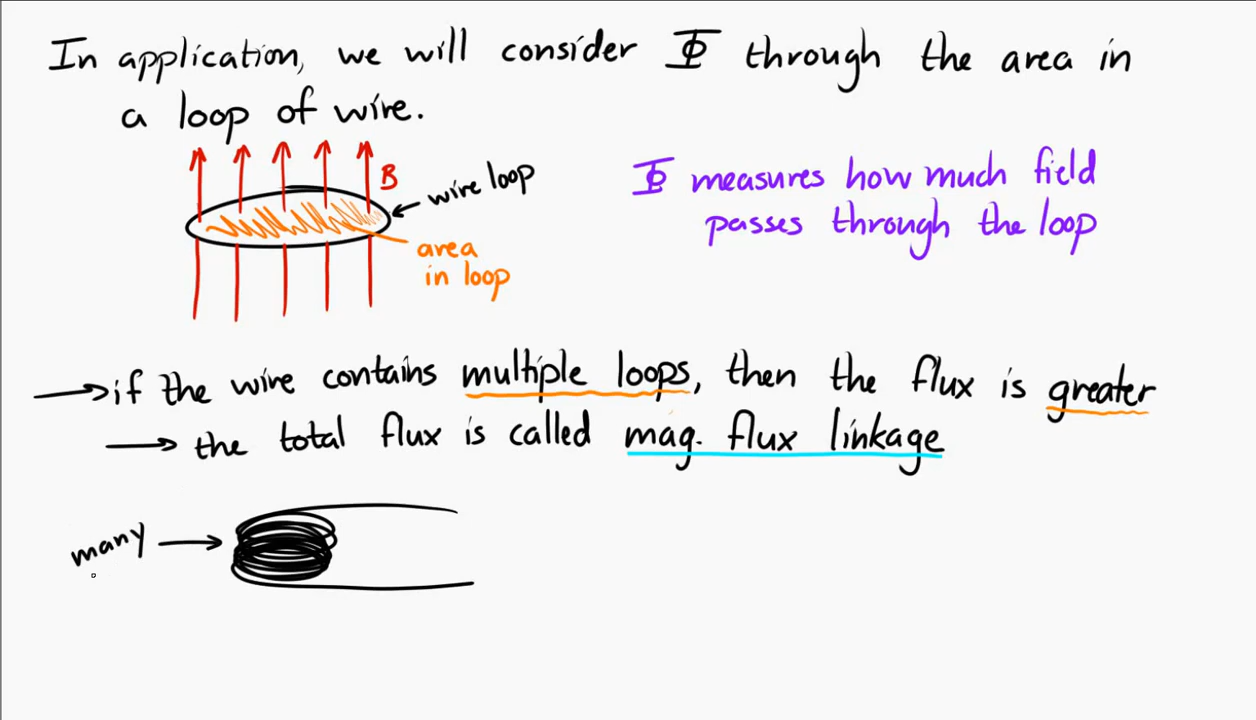 In application, we will consider Φ through the area in
a loop of wire.
B
wire loop
area
in loop
Φ measures how much field
passes through the loop
→ if the wire contains multiple loops, then the flux is greater
→ the total flux is called mag. flux linkage
many →